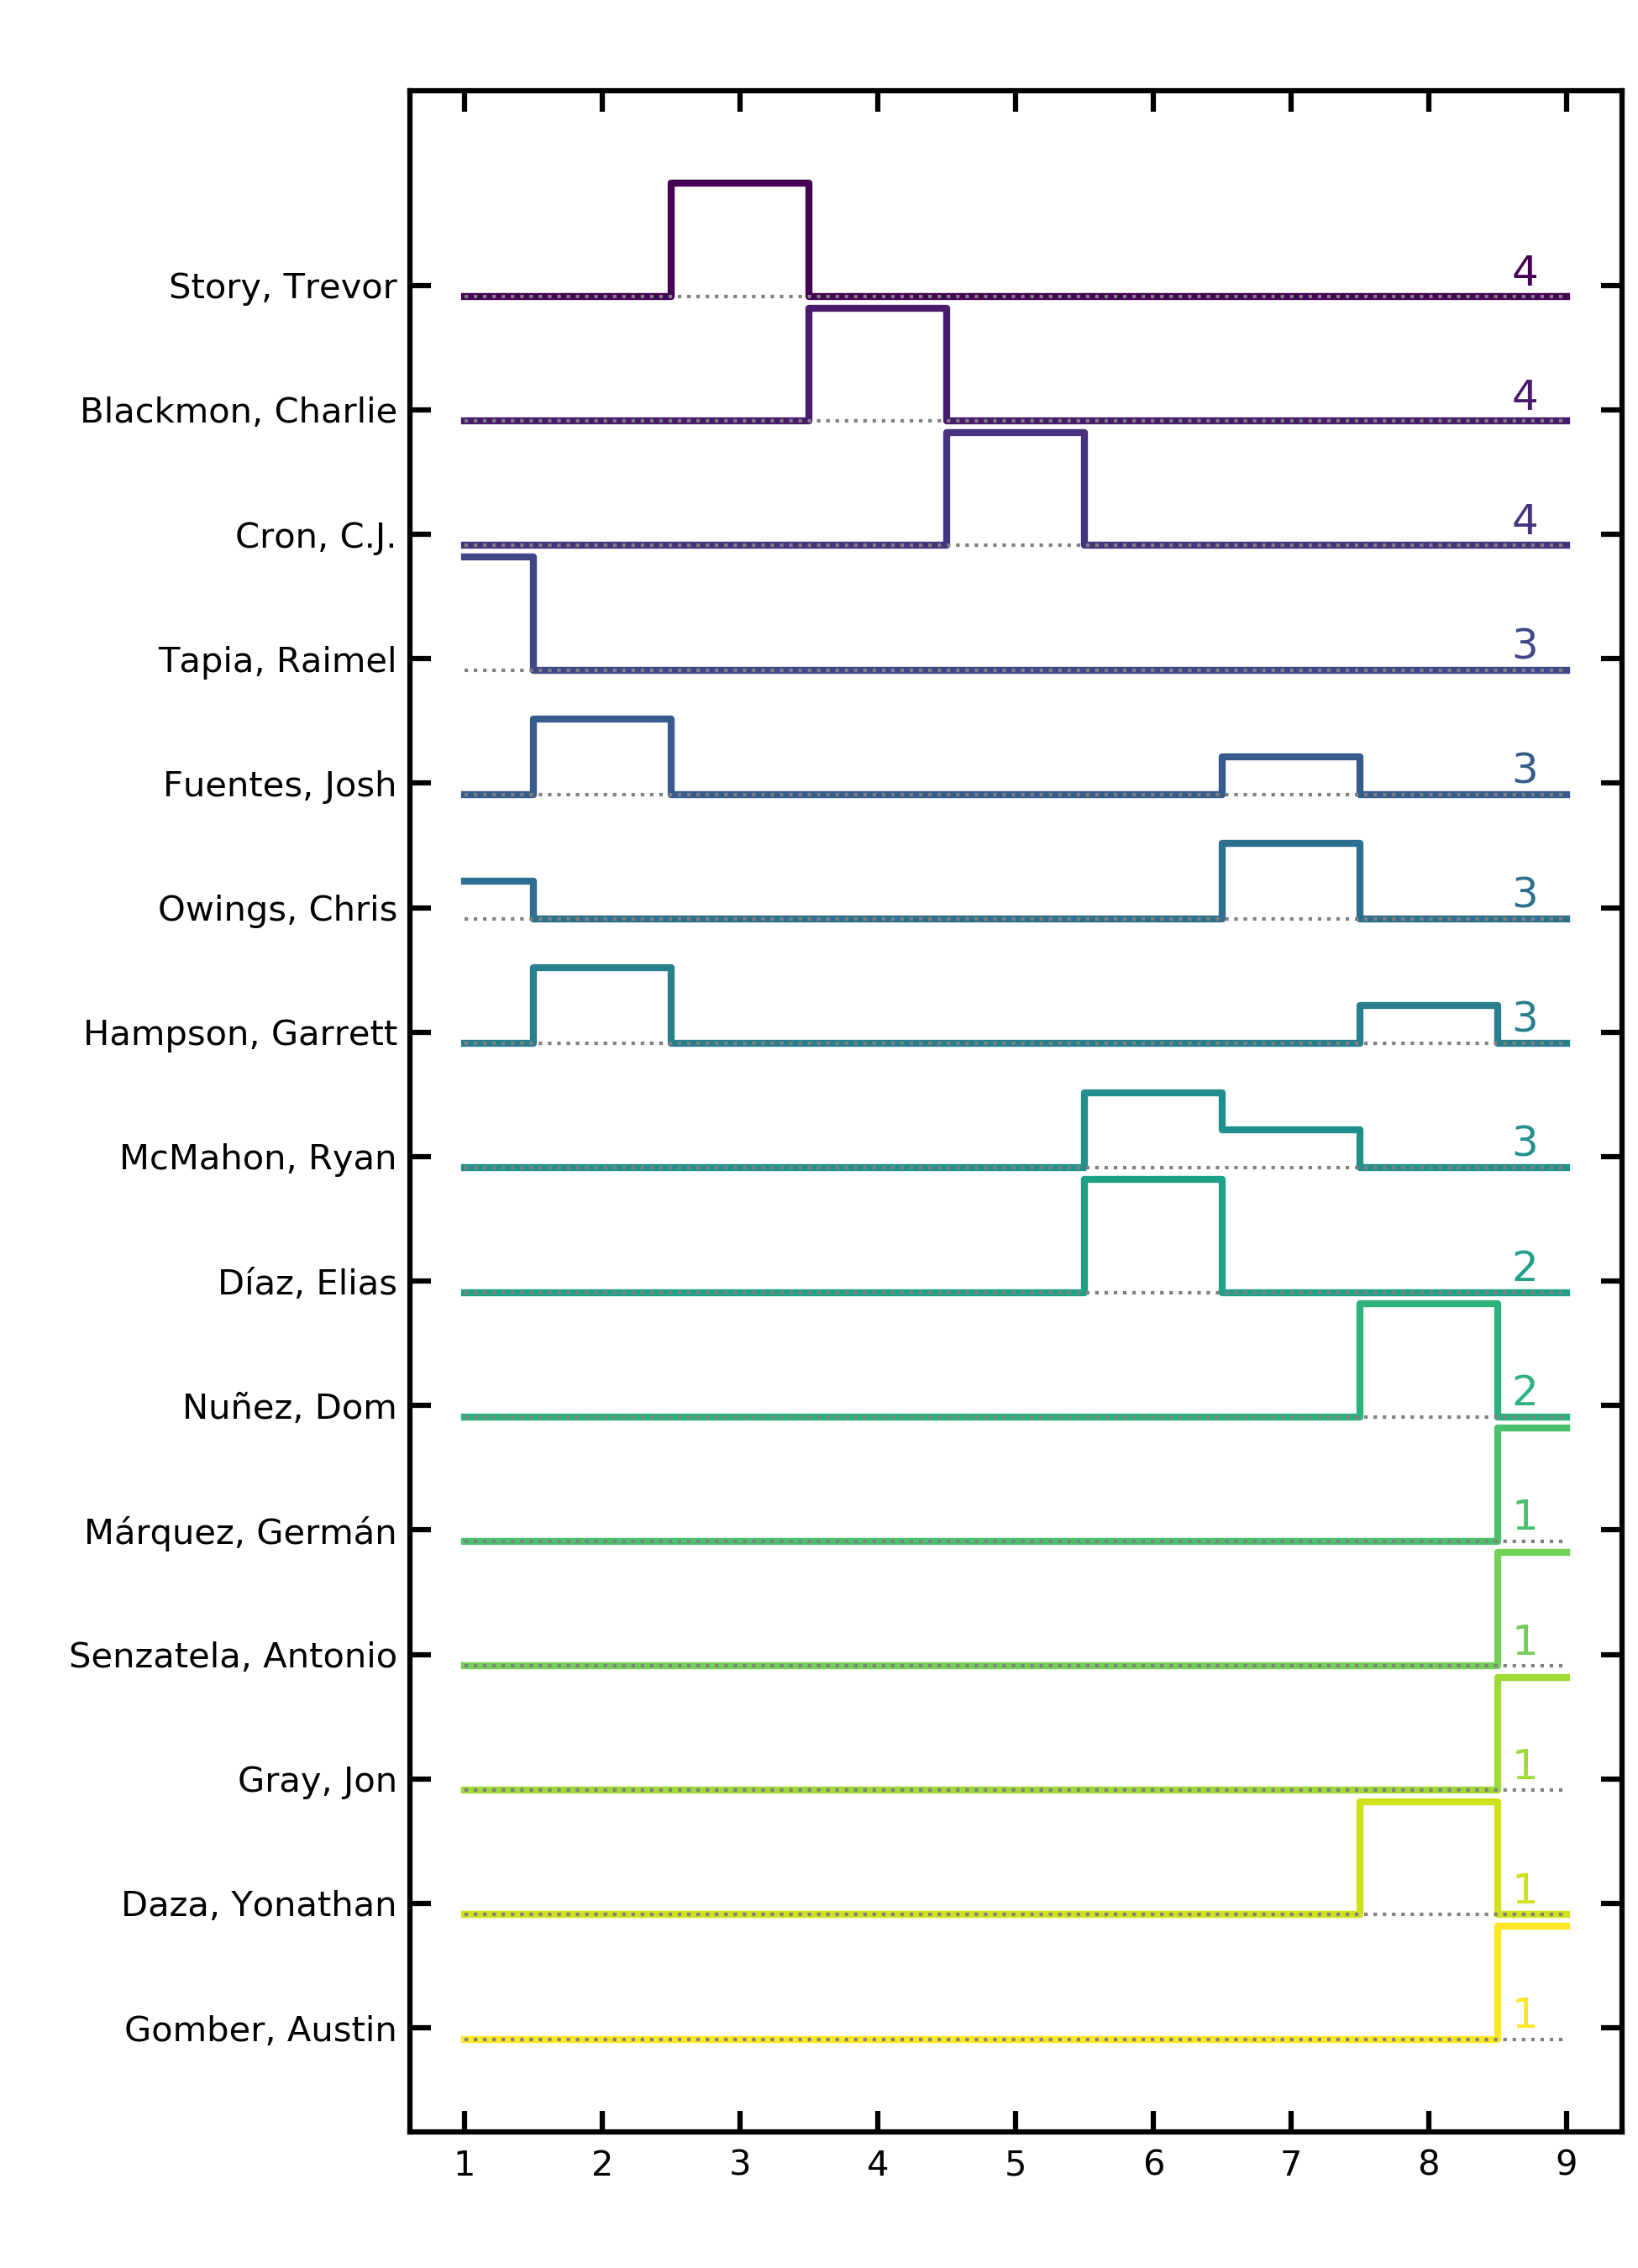 Story, Trevor 4
Blackmon, Charlie 4
Cron, C.J. 4
Tapia, Raimel 3
Fuentes, Josh 3
Owings, Chris 3
Hampson, Garrett 3
McMahon, Ryan 3
Díaz, Elias 2
Nuñez, Dom 2
Márquez, Germán 1
Senzatela, Antonio 1
Gray, Jon 1
Daza, Yonathan 1
Gomber, Austin 1
1 2 3 4 5 6 7 8 9